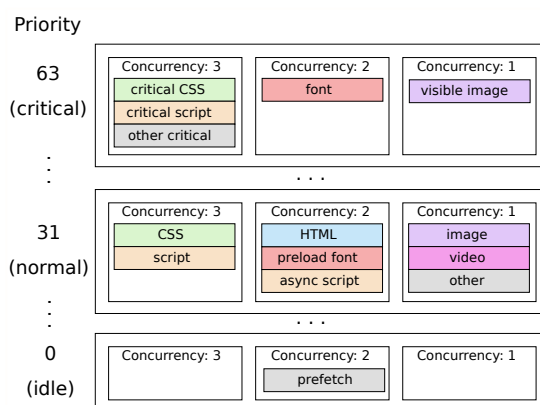 Priority
63
(critical)
Concurrency: 3
critical CSS
critical script
other critical
Concurrency: 2
font
Concurrency: 1
visible image
. . .
. . .
31
(normal)
Concurrency: 3
CSS
script
Concurrency: 2
HTML
preload font
async script
Concurrency: 1
image
video
other
. . .
. . .
0
(idle)
Concurrency: 3
Concurrency: 2
prefetch
Concurrency: 1